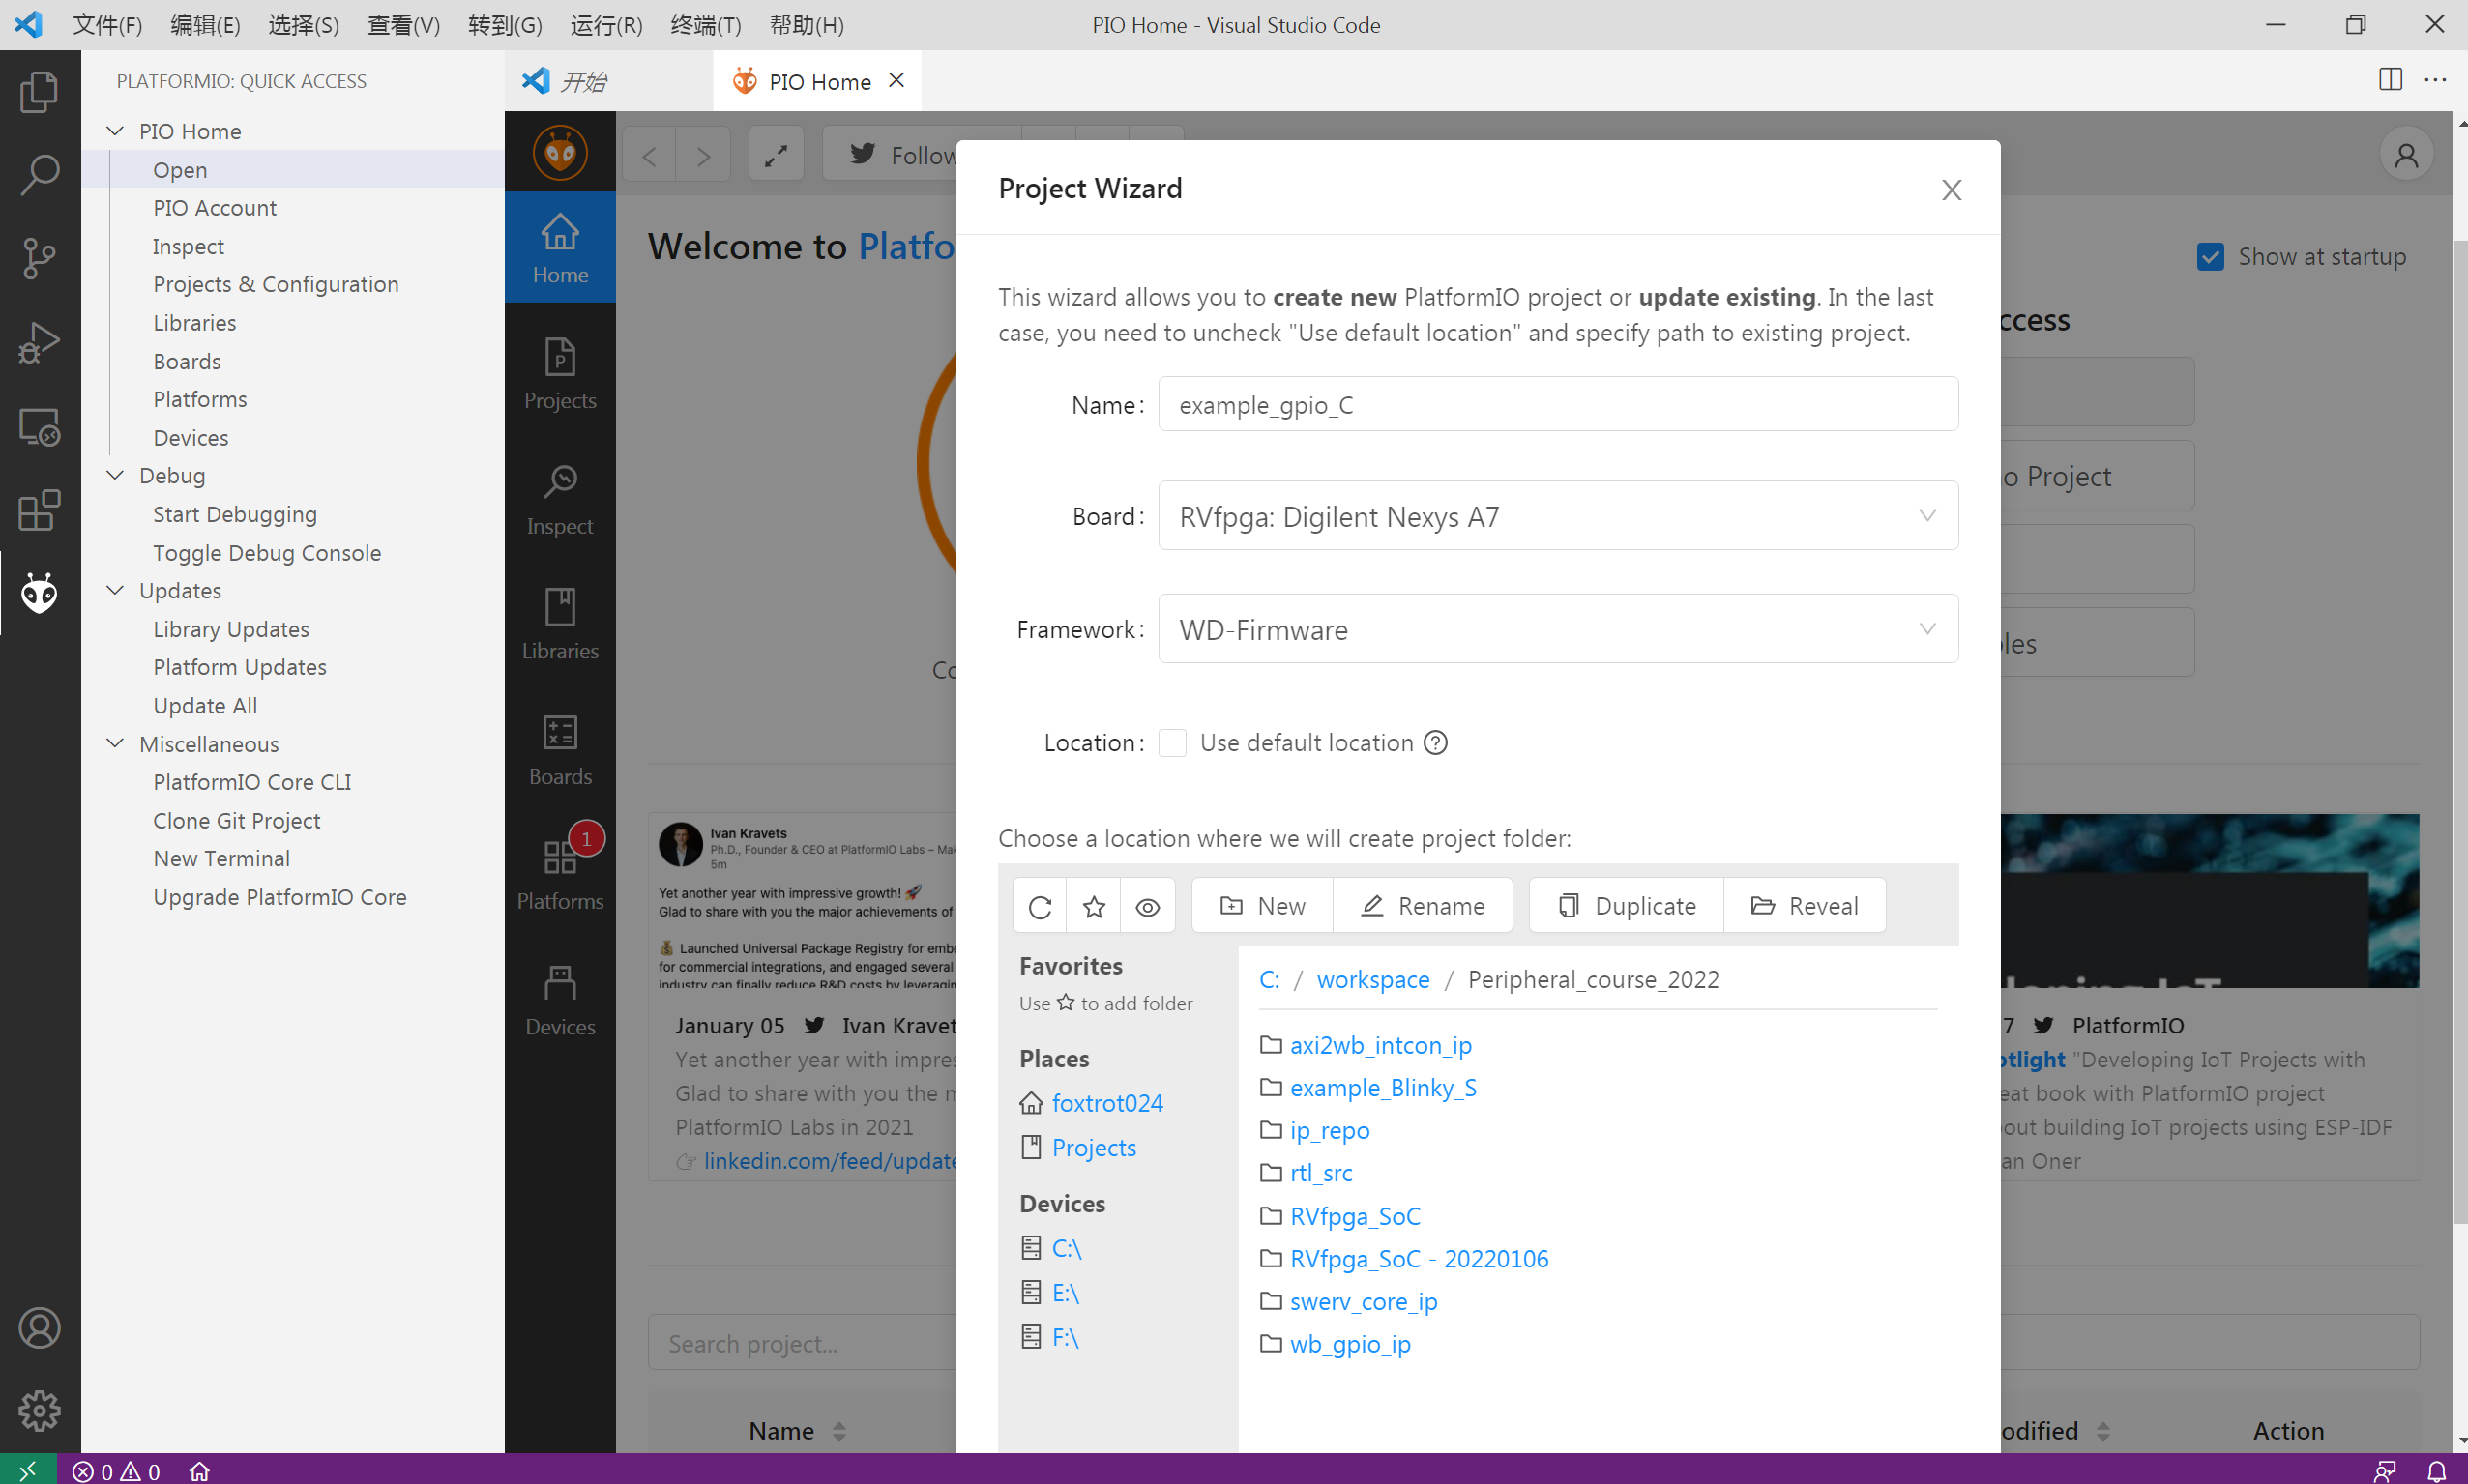 文件(F) 编辑(E) 选择(S) 查看(V) 转到(G) 运行(R) 终端(T) 帮助(H) PIO Home - Visual Studio Code
PLATFORMIO: QUICK ACCESS
开始
PIO Home
PIO Home
Open
PIO Account
Inspect
Projects & Configuration
Libraries
Boards
Platforms
Devices
Debug
Start Debugging
Toggle Debug Console
Updates
Library Updates
Platform Updates
Update All
Miscellaneous
PlatformIO Core CLI
Clone Git Project
New Terminal
Upgrade PlatformIO Core
Home
Projects
Inspect
Libraries
Boards
1
Platforms
Devices
Follow
Welcome to Platfo
Show at startup
ccess
o Project
les
Co
Project Wizard
This wizard allows you to create new PlatformIO project or update existing. In the last
case, you need to uncheck "Use default location" and specify path to existing project.
Name: example_gpio_C
Board: RVfpga: Digilent Nexys A7
Framework: WD-Firmware
Location: Use default location
Choose a location where we will create project folder:
New Rename Duplicate Reveal
Favorites
Use to add folder
Places
foxtrot024
Projects
Devices
C:\
E:\
F:\
C: / workspace / Peripheral_course_2022
axi2wb_intcon_ip
example_Blinky_S
ip_repo
rtl_src
RVfpga_SoC
RVfpga_SoC - 20220106
swerv_core_ip
wb_gpio_ip
Ivan Kravets
Ph.D., Founder & CEO at PlatformIO Labs – Mak
5m
Yet another year with impressive growth! 🚀
Glad to share with you the major achievements of
💰 Launched Universal Package Registry for embe
for commercial integrations, and engaged several
industry can finally reduce R&D costs by leveraging
January 05 Ivan Kravet
Yet another year with impres
Glad to share with you the m
PlatformIO Labs in 2021
👉 linkedin.com/feed/update
7 PlatformIO
otlight "Developing IoT Projects with
eat book with PlatformIO project
out building IoT projects using ESP-IDF
an Oner
Search project...
Name
odified
Action
0 0